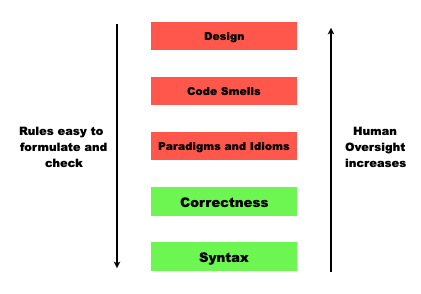 Design
Code Smells
Paradigms and Idioms
Correctness
Syntax
Rules easy to
formulate and
check
Human
Oversight
increases